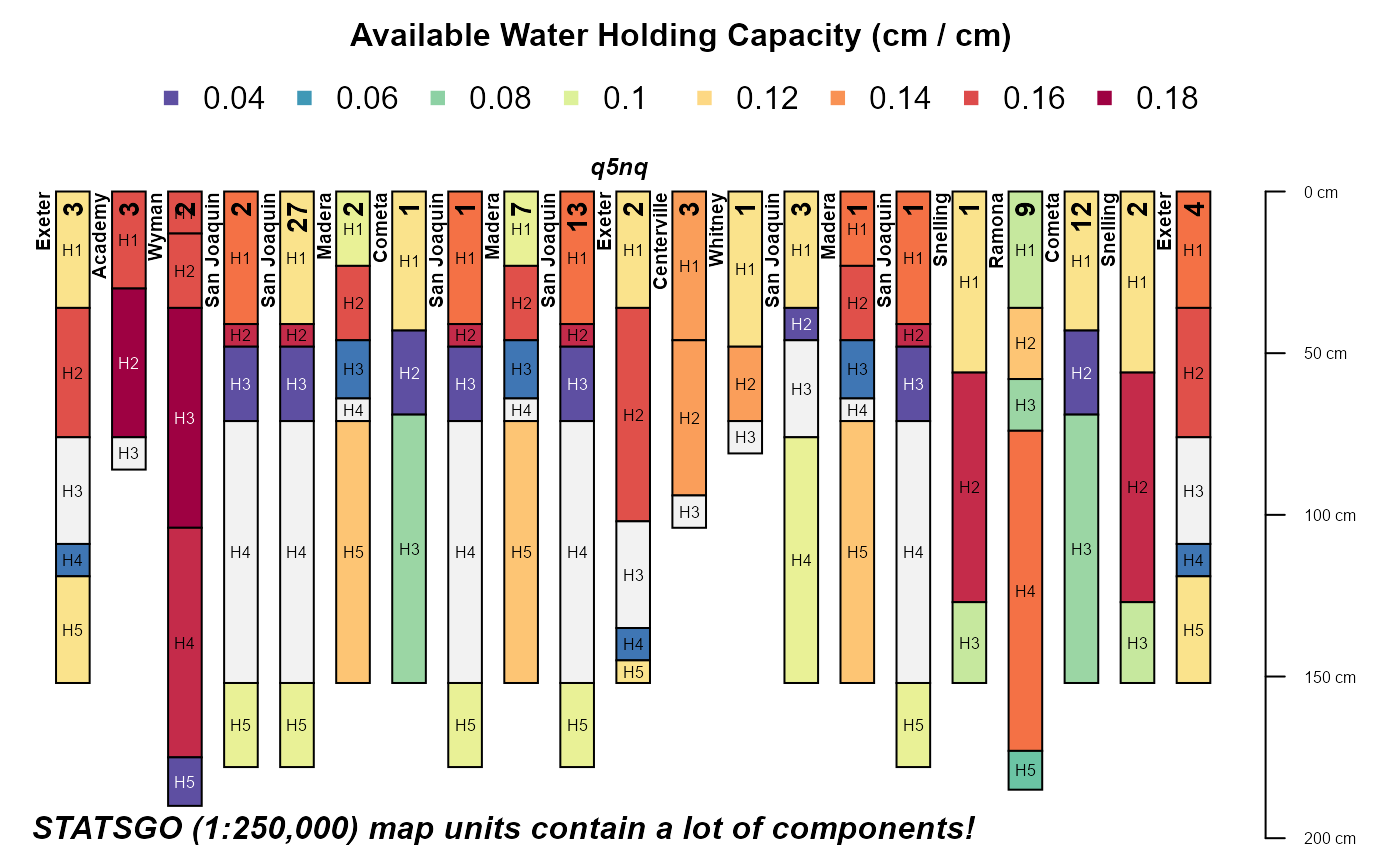 Available Water Holding Capacity (cm / cm)
0.04 0.06 0.08 0.1 0.12 0.14 0.16 0.18
q5nq
Exeter
3
H1
H2
H3
H4
H5
Academy
3
H1
H2
H3
Wyman
2
H1
H2
H3
H4
H5
San Joaquin
2
H1
H2
H3
H4
H5
San Joaquin
27
H1
H2
H3
H4
H5
Madera
2
H1
H2
H3
H4
H5
Cometa
1
H1
H2
H3
San Joaquin
1
H1
H2
H3
H4
H5
Madera
7
H1
H2
H3
H4
H5
San Joaquin
13
H1
H2
H3
H4
H5
Exeter
2
H1
H2
H3
H4
H5
Centerville
3
H1
H2
H3
Whitney
1
H1
H2
H3
San Joaquin
3
H1
H2
H3
H4
Madera
1
H1
H2
H3
H4
H5
San Joaquin
1
H1
H2
H3
H4
H5
Snelling
1
H1
H2
H3
Ramona
9
H1
H2
H3
H4
H5
Cometa
12
H1
H2
H3
Snelling
2
H1
H2
H3
Exeter
4
H1
H2
H3
H4
H5
0 cm
50 cm
100 cm
150 cm
200 cm
STATSGO (1:250,000) map units contain a lot of components!